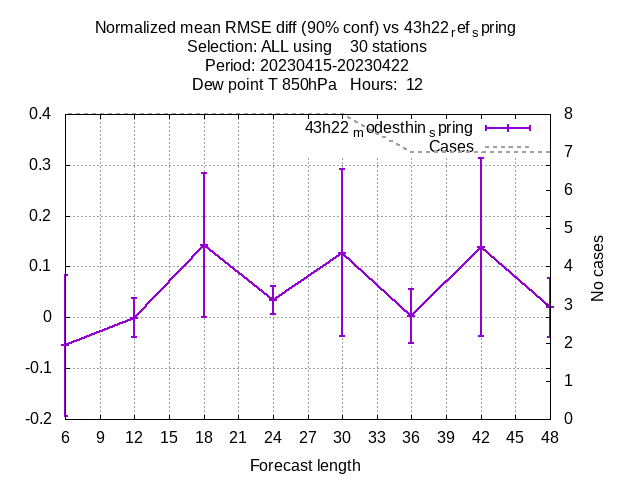 Normalized mean RMSE diff (90% conf) vs 43h22refspring
Selection: ALL using    30 stations
Period: 20230415-20230422
Dew point T 850hPa   Hours:  12
43h22modesthinspring
Cases
0.4
0.3
0.2
0.1
0
-0.1
-0.2
8
7
6
5
4
3
2
1
0
No cases
6 9 12 15 18 21 24 27 30 33 36 39 42 45 48
Forecast length